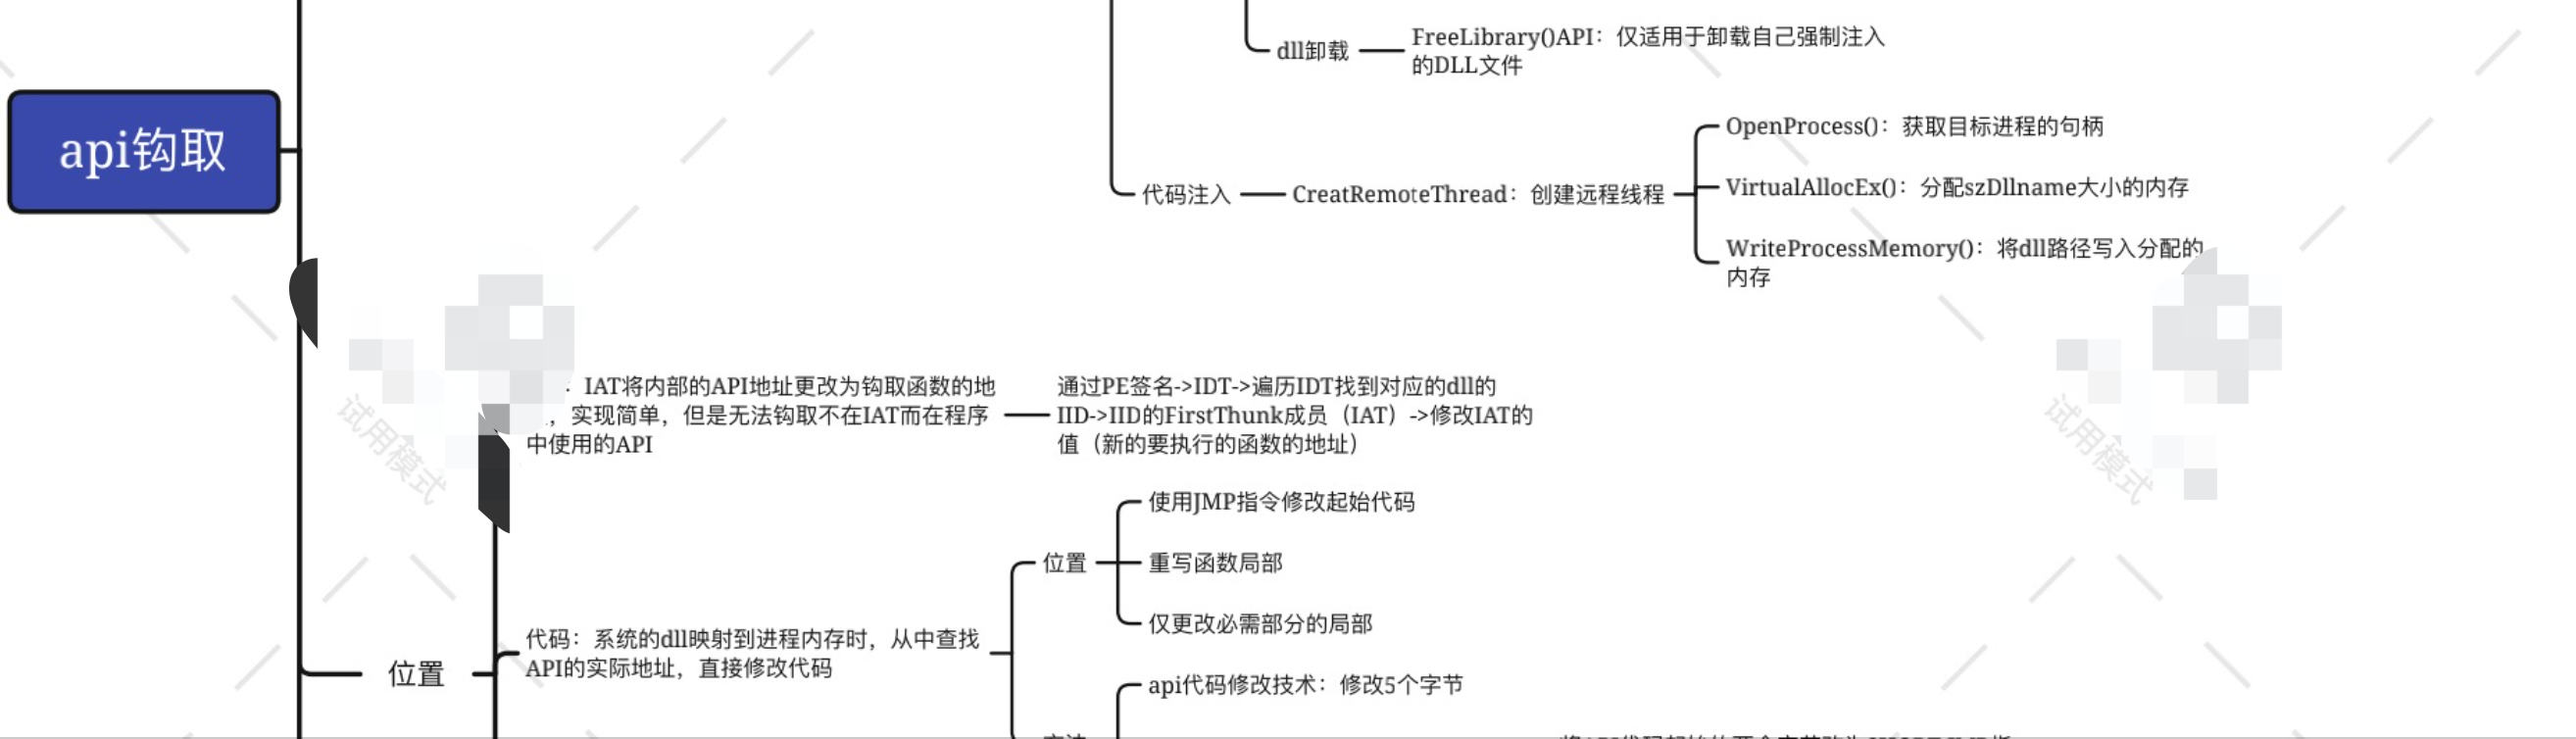 dll卸载
FreeLibrary()API：仅适用于卸载自己强制注入
的DLL文件
api钩取
代码注入
CreatRemoteThread：创建远程线程
OpenProcess()：获取目标进程的句柄
VirtualAllocEx()：分配szDllname大小的内存
WriteProcessMemory()：将dll路径写入分配的
内存
：IAT将内部的API地址更改为钩取函数的地
，实现简单，但是无法钩取不在IAT而在程序
中使用的API
通过PE签名->IDT->遍历IDT找到对应的dll的
IID->IID的FirstThunk成员（IAT）->修改IAT的
值（新的要执行的函数的地址）
试用模式
试用模式
位置
代码：系统的dll映射到进程内存时，从中查找
API的实际地址，直接修改代码
位置
使用JMP指令修改起始代码
重写函数局部
仅更改必需部分的局部
api代码修改技术：修改5个字节